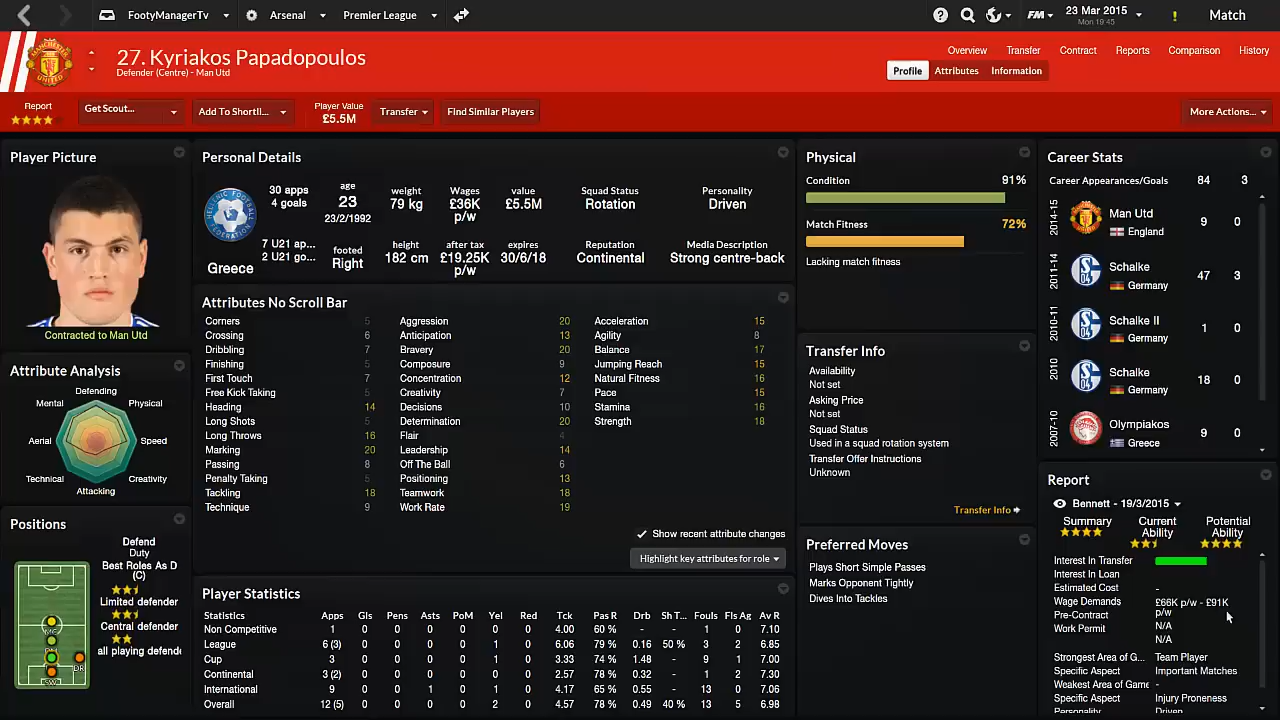 FootyManagerTv Arsenal Premier League FM 23 Mar 2015 Mon 19:45 ! Match
27. Kyriakos Papadopoulos
Defender (Centre) - Man Utd
Overview Transfer Contract Reports Comparison History
Profile Attributes Information
Report
Get Scout... Add To Shortli... Player Value £5.5M Transfer Find Similar Players More Actions...
Player Picture
Contracted to Man Utd
Attribute Analysis
Defending
Mental Physical
Aerial Speed
Technical Creativity
Attacking
Positions
Defend
Duty
Best Roles As D
(C)
Limited defender
Central defender
all playing defende
Personal Details
30 apps
4 goals
age
23
23/2/1992
weight
79 kg
Wages
£36K
p/w
value
£5.5M
Squad Status
Rotation
Personality
Driven
Greece
7 U21 ap...
2 U21 go...
footed
Right
height
182 cm
after tax
£19.25K
p/w
expires
30/6/18
Reputation
Continental
Media Description
Strong centre-back
Attributes No Scroll Bar
Corners 5 Aggression 20 Acceleration 15
Crossing 6 Anticipation 13 Agility 8
Dribbling 7 Bravery 20 Balance 17
Finishing 5 Composure 9 Jumping Reach 15
First Touch 7 Concentration 12 Natural Fitness 16
Free Kick Taking 5 Creativity 7 Pace 15
Heading 14 Decisions 10 Stamina 16
Long Shots 5 Determination 20 Strength 18
Long Throws 16 Flair 4
Marking 20 Leadership 14
Passing 8 Off The Ball 6
Penalty Taking 5 Positioning 13
Tackling 18 Teamwork 18
Technique 9 Work Rate 19
Show recent attribute changes
Highlight key attributes for role
Player Statistics
Statistics Apps Gls Pens Asts PoM Yel Red Tck Pas R Drb Sh T... Fouls Fls Ag Av R
Non Competitive 1 0 0 0 0 0 0 4.00 60 % 0 - 1 0 7.10
League 6 (3) 0 0 0 0 1 0 6.06 79 % 0.16 50 % 3 2 6.85
Cup 3 0 0 0 0 1 0 3.33 74 % 1.48 - 9 1 7.00
Continental 3 (2) 0 0 0 0 0 0 2.57 78 % 0.32 - 1 2 7.30
International 9 0 0 1 0 1 0 4.17 65 % 0.55 - 13 0 7.06
Overall 12 (5) 0 0 0 0 2 0 4.57 78 % 0.49 40 % 13 5 6.98
Physical
Condition 91%
Match Fitness 72%
Lacking match fitness
Transfer Info
Availability
Not set
Asking Price
Not set
Squad Status
Used in a squad rotation system
Transfer Offer Instructions
Unknown
Transfer Info
Preferred Moves
Plays Short Simple Passes
Marks Opponent Tightly
Dives Into Tackles
Career Stats
Career Appearances/Goals 84 3
2014-15 Man Utd England 9 0
2011-14 Schalke Germany 47 3
2010-11 Schalke II Germany 1 0
2010 Schalke Germany 18 0
2007-10 Olympiakos Greece 9 0
Report
Bennett - 19/3/2015
Summary Current Ability Potential Ability
Interest In Transfer
Interest In Loan
Estimated Cost -
Wage Demands £66K p/w - £91K p/w
Pre-Contract N/A
Work Permit N/A
Strongest Area of G... Team Player
Specific Aspect Important Matches
Weakest Area of Game -
Specific Aspect Injury Proneness
Personality Driven